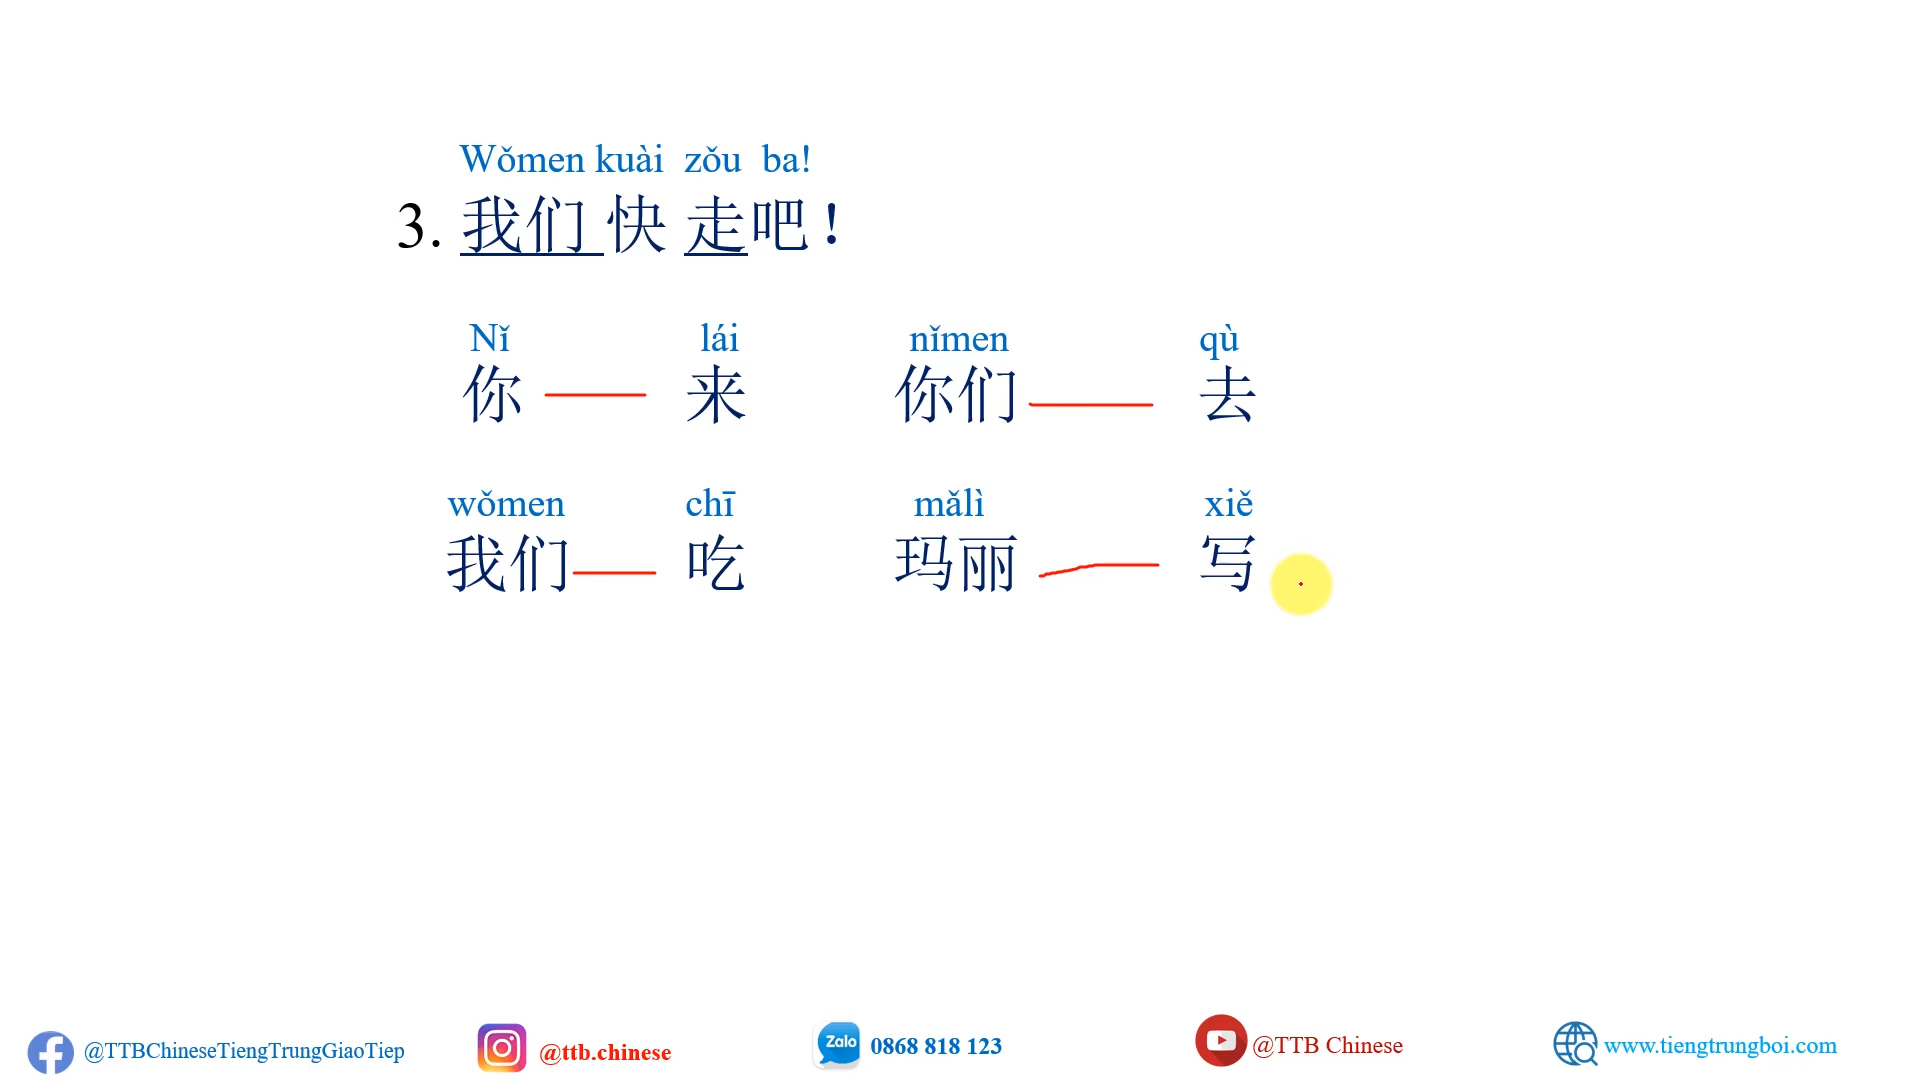 Wǒmen kuài zǒu ba!
3. 我们 快 走吧！
Nǐ lái nǐmen qù
你 来 你们 去
wǒmen chī mǎlì xiě
我们 吃 玛丽 写
@TTBChineseTiengTrungGiaoTiep @ttb.chinese Zalo 0868 818 123 @TTB Chinese www.tiengtrungboi.com